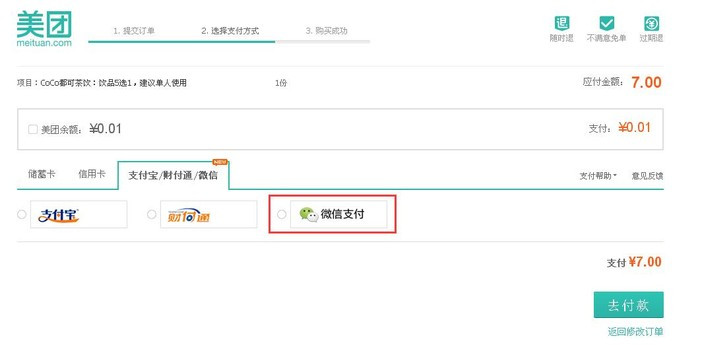 美团
meituan.com
1. 提交订单
2. 选择支付方式
3. 购买成功
退
随时退
不满意免单
过期退
项目：CoCo都可茶饮：饮品5选1，建议单人使用
1份
应付金额：7.00
美团余额：¥0.01
支付：¥0.01
储蓄卡
信用卡
支付宝/财付通/微信
NEW
支付帮助
意见反馈
支付宝
财付通
微信支付
支付 ¥7.00
去付款
返回修改订单